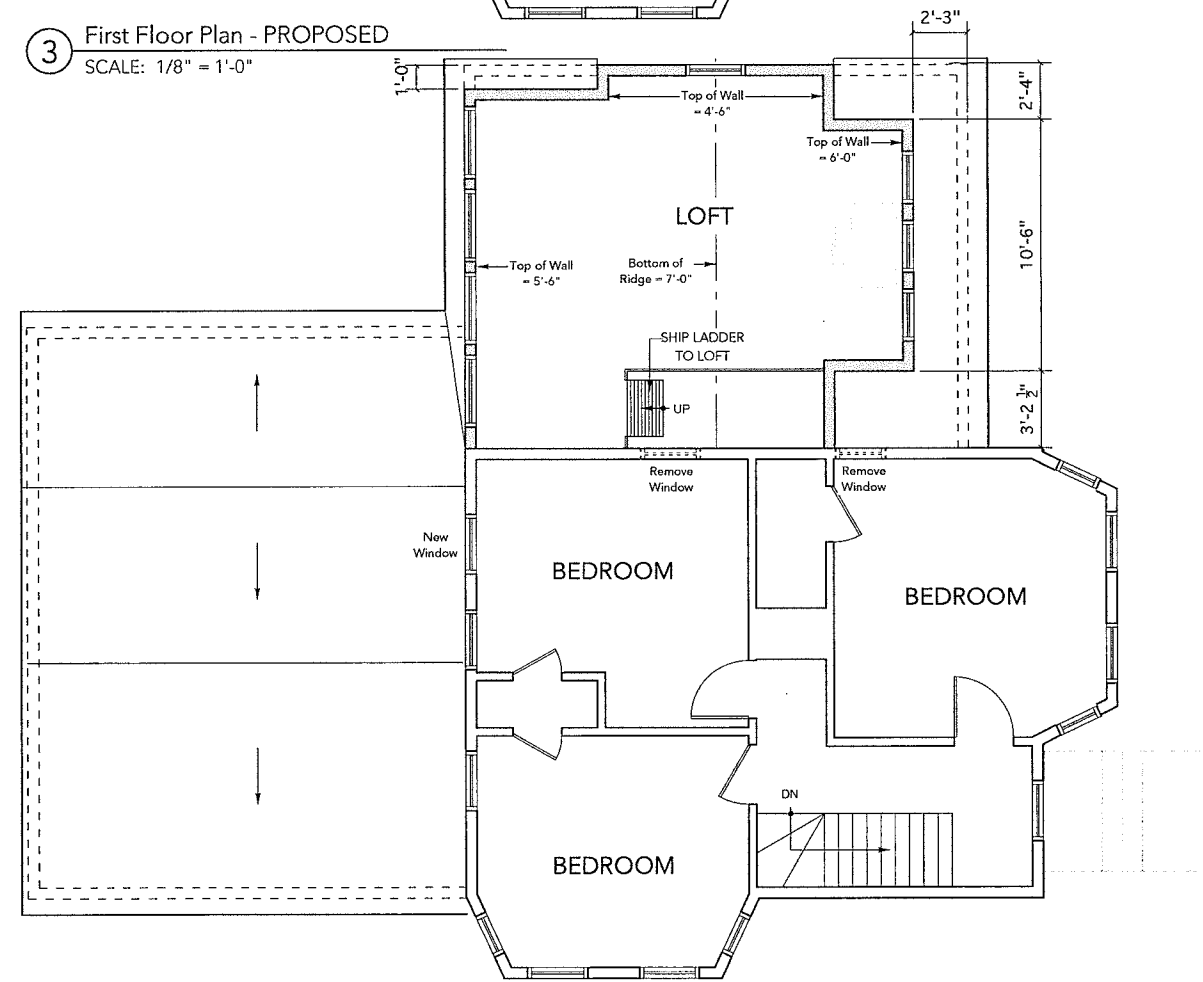 3
First Floor Plan - PROPOSED
SCALE: 1/8" = 1'-0"
2'-3"
1'-0"
2'-4"
Top of Wall
= 4'-6"
Top of Wall
= 6'-0"
LOFT
10'-6"
Top of Wall
= 5'-6"
Bottom of
Ridge = 7'-0"
SHIP LADDER
TO LOFT
UP
3'-2 1/2"
Remove
Window
Remove
Window
New
Window
BEDROOM
BEDROOM
DN
BEDROOM